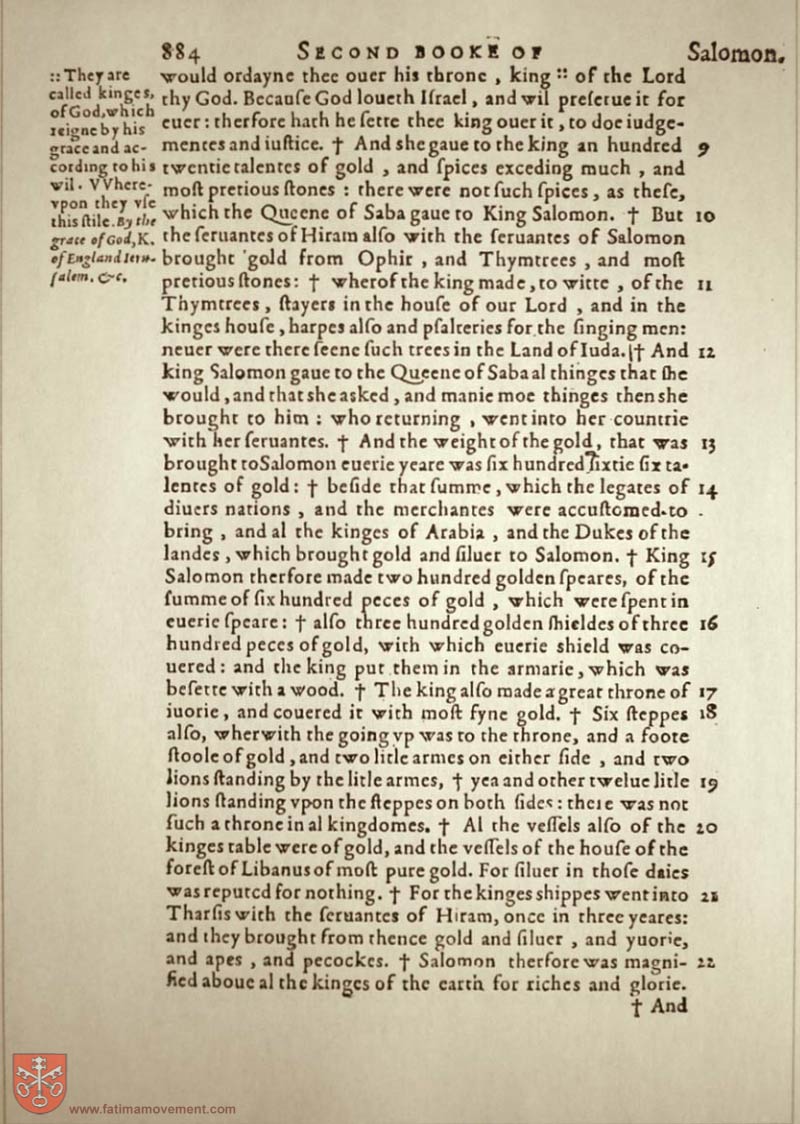 884 SECOND BOOKE OF Salomon.
:: They are
called kinges,
of God, which
reigne by his
grace and ac-
cording to his
wil. VVhere-
vpon they vſe
this ſtile. By the
grace of God, K.
of England Ieru-
ſalem. &c.
would ordayne thee ouer his throne, king :: of the Lord
thy God. Becauſe God loueth Iſrael, and wil preſerue it for
euer: therfore hath he ſette thee king ouer it, to doe iudge-
mentes and iuſtice. † And she gaue to the king an hundred 9
twentie talentes of gold, and ſpices exceding much, and
moſt pretious ſtones: there were not ſuch ſpices, as theſe,
which the Queene of Saba gaue to King Salomon. † But 10
the ſeruantes of Hiram alſo with the ſeruantes of Salomon
brought gold from Ophir, and Thymtrees, and moſt
pretious ſtones: † wherof the king made, to witte, of the 11
Thymtrees, ſtayers in the houſe of our Lord, and in the
kinges houſe, harpes alſo and pſalteries for the ſinging men:
neuer were there ſeene ſuch trees in the Land of Iuda. † And 12
king Salomon gaue to the Queene of Saba al thinges that ſhe
would, and that she asked, and manie moe thinges then she
brought to him: who returning, went into her countrie
with her ſeruantes. † And the weight of the gold, that was 13
brought to Salomon euerie yeare was ſix hundred ſixtie ſix ta-
lentes of gold: † beſide that ſumme, which the legates of 14
diuers nations, and the merchantes were accuſtomed to
bring, and al the kinges of Arabia, and the Dukes of the
landes, which brought gold and ſiluer to Salomon. † King 15
Salomon therfore made two hundred golden ſpeares, of the
ſumme of ſix hundred peces of gold, which were ſpent in
euerie ſpeare: † alſo three hundred golden ſhieldes of three 16
hundred peces of gold, with which euerie shield was co-
uered: and the king put them in the armarie, which was
beſette with a wood. † The king alſo made a great throne of 17
iuorie, and couered it with moſt fyne gold. † Six ſteppes 18
alſo, wherwith the going vp was to the throne, and a foote
ſtoole of gold, and two litle armes on either ſide, and two
lions ſtanding by the litle armes, † yea and other twelue litle 19
lions ſtanding vpon the ſteppes on both ſides: there was not
ſuch a throne in al kingdomes. † Al the veſſels alſo of the 20
kinges table were of gold, and the veſſels of the houſe of the
foreſt of Libanus of moſt pure gold. For ſiluer in thoſe daies
was reputed for nothing. † For the kinges shippes went into 21
Tharſis with the ſeruantes of Hiram, once in three yeares:
and they brought from thence gold and ſiluer, and yuorie,
and apes, and pecockes. † Salomon therfore was magni- 22
fied aboue al the kinges of the earth for riches and glorie.
† And
www.fatimamovement.com